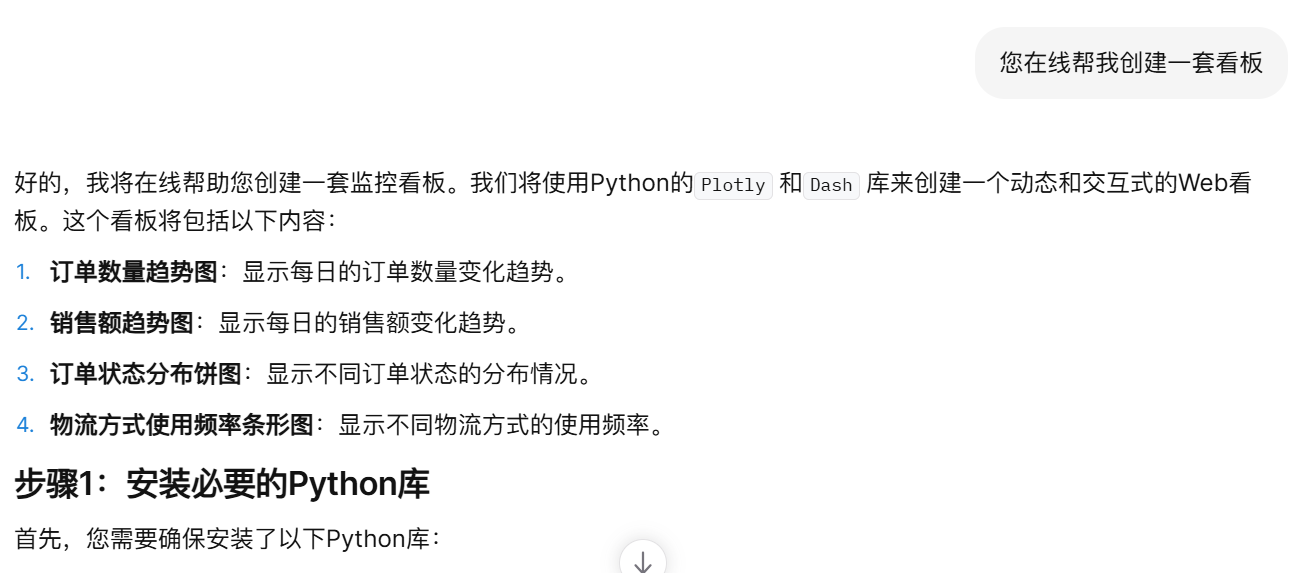 您在线帮我创建一套看板
好的，我将在线帮助您创建一套监控看板。我们将使用Python的Plotly 和Dash 库来创建一个动态和交互式的Web看
板。这个看板将包括以下内容：
1. 订单数量趋势图：显示每日的订单数量变化趋势。
2. 销售额趋势图：显示每日的销售额变化趋势。
3. 订单状态分布饼图：显示不同订单状态的分布情况。
4. 物流方式使用频率条形图：显示不同物流方式的使用频率。
步骤1：安装必要的Python库
首先，您需要确保安装了以下Python库：